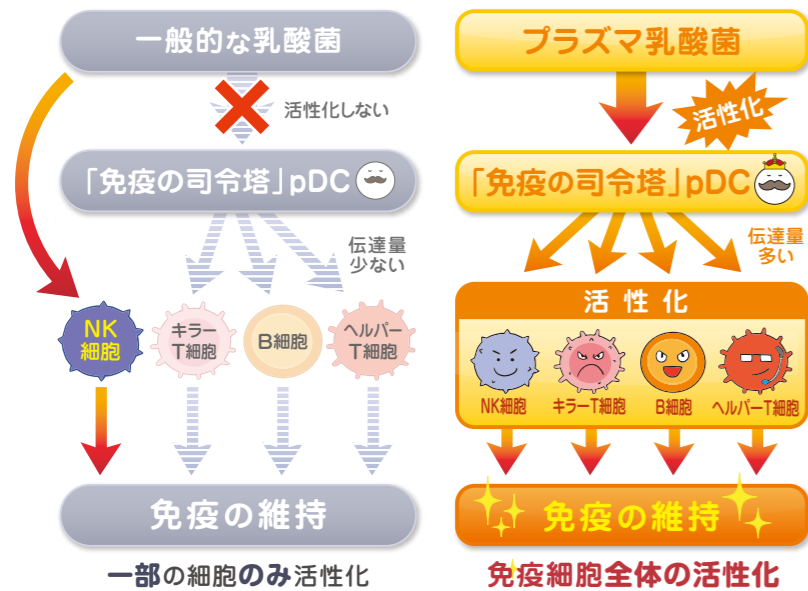 一般的な乳酸菌
活性化しない
「免疫の司令塔」pDC
伝達量
少ない
NK
細胞
キラー
T細胞
B細胞
ヘルパー
T細胞
免疫の維持
一部の細胞のみ活性化
プラズマ乳酸菌
活性化
「免疫の司令塔」pDC
伝達量
多い
活性化
NK細胞
キラーT細胞
B細胞
ヘルパーT細胞
免疫の維持
免疫細胞全体の活性化